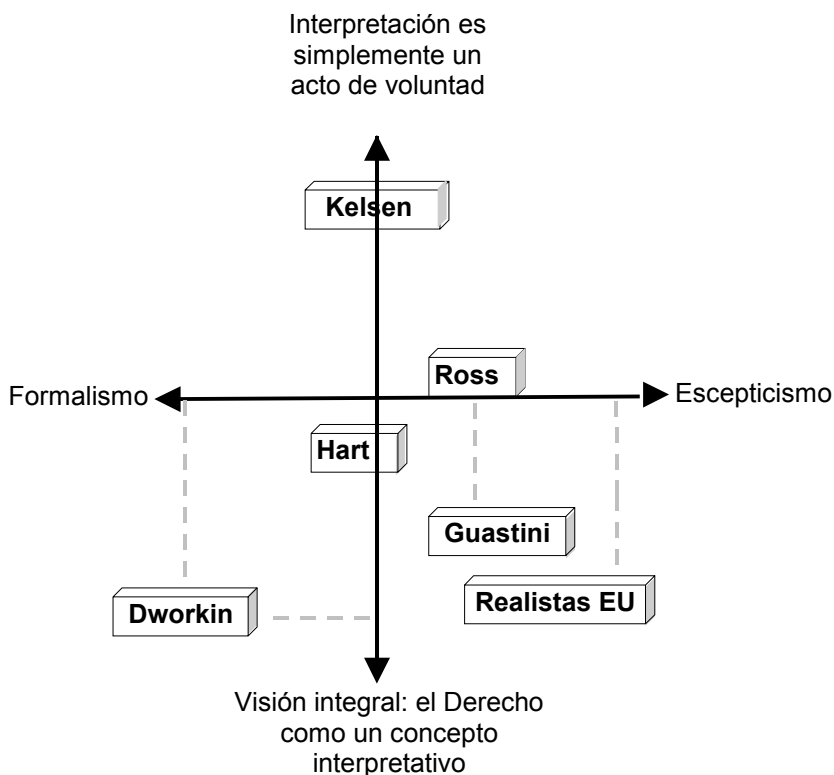 Interpretación es
simplemente un
acto de voluntad
Kelsen
Ross
Formalismo
Escepticismo
Hart
Guastini
Realistas EU
Dworkin
Visión integral: el Derecho
como un concepto
interpretativo